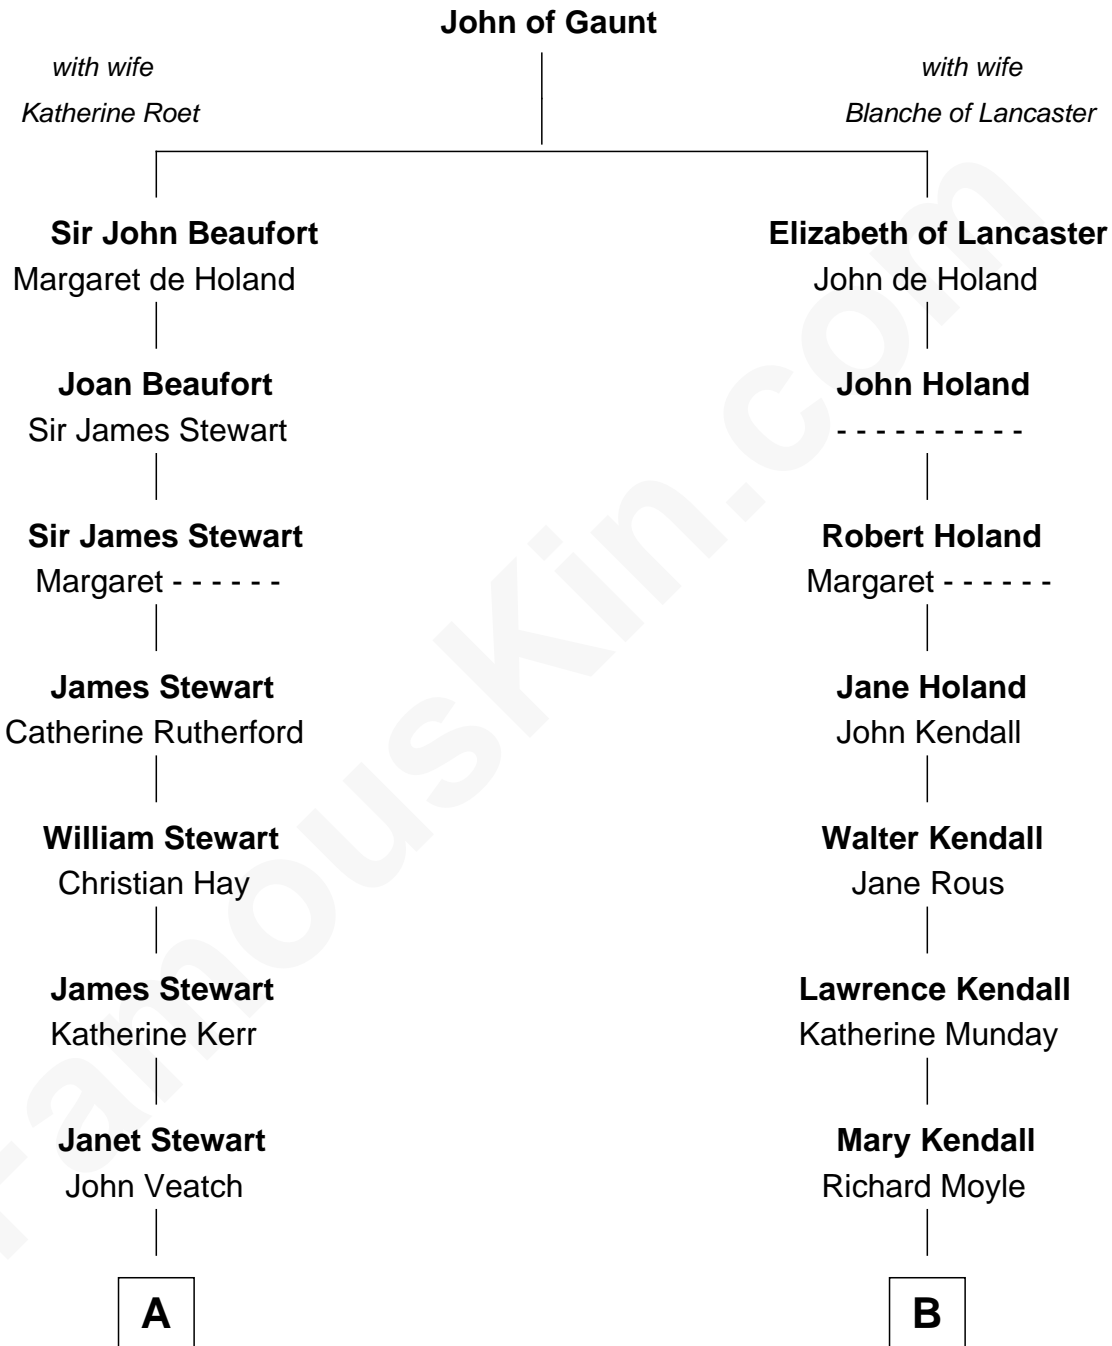 John of Gaunt
with wife
Katherine Roet
with wife
Blanche of Lancaster
Sir John Beaufort
Margaret de Holand
Elizabeth of Lancaster
John de Holand
Joan Beaufort
Sir James Stewart
John Holand
- - - - - - - - - -
Sir James Stewart
Margaret - - - - - -
Robert Holand
Margaret - - - - - -
James Stewart
Catherine Rutherford
Jane Holand
John Kendall
William Stewart
Christian Hay
Walter Kendall
Jane Rous
James Stewart
Katherine Kerr
Lawrence Kendall
Katherine Munday
Janet Stewart
John Veatch
Mary Kendall
Richard Moyle
A
B
FamousKin.com